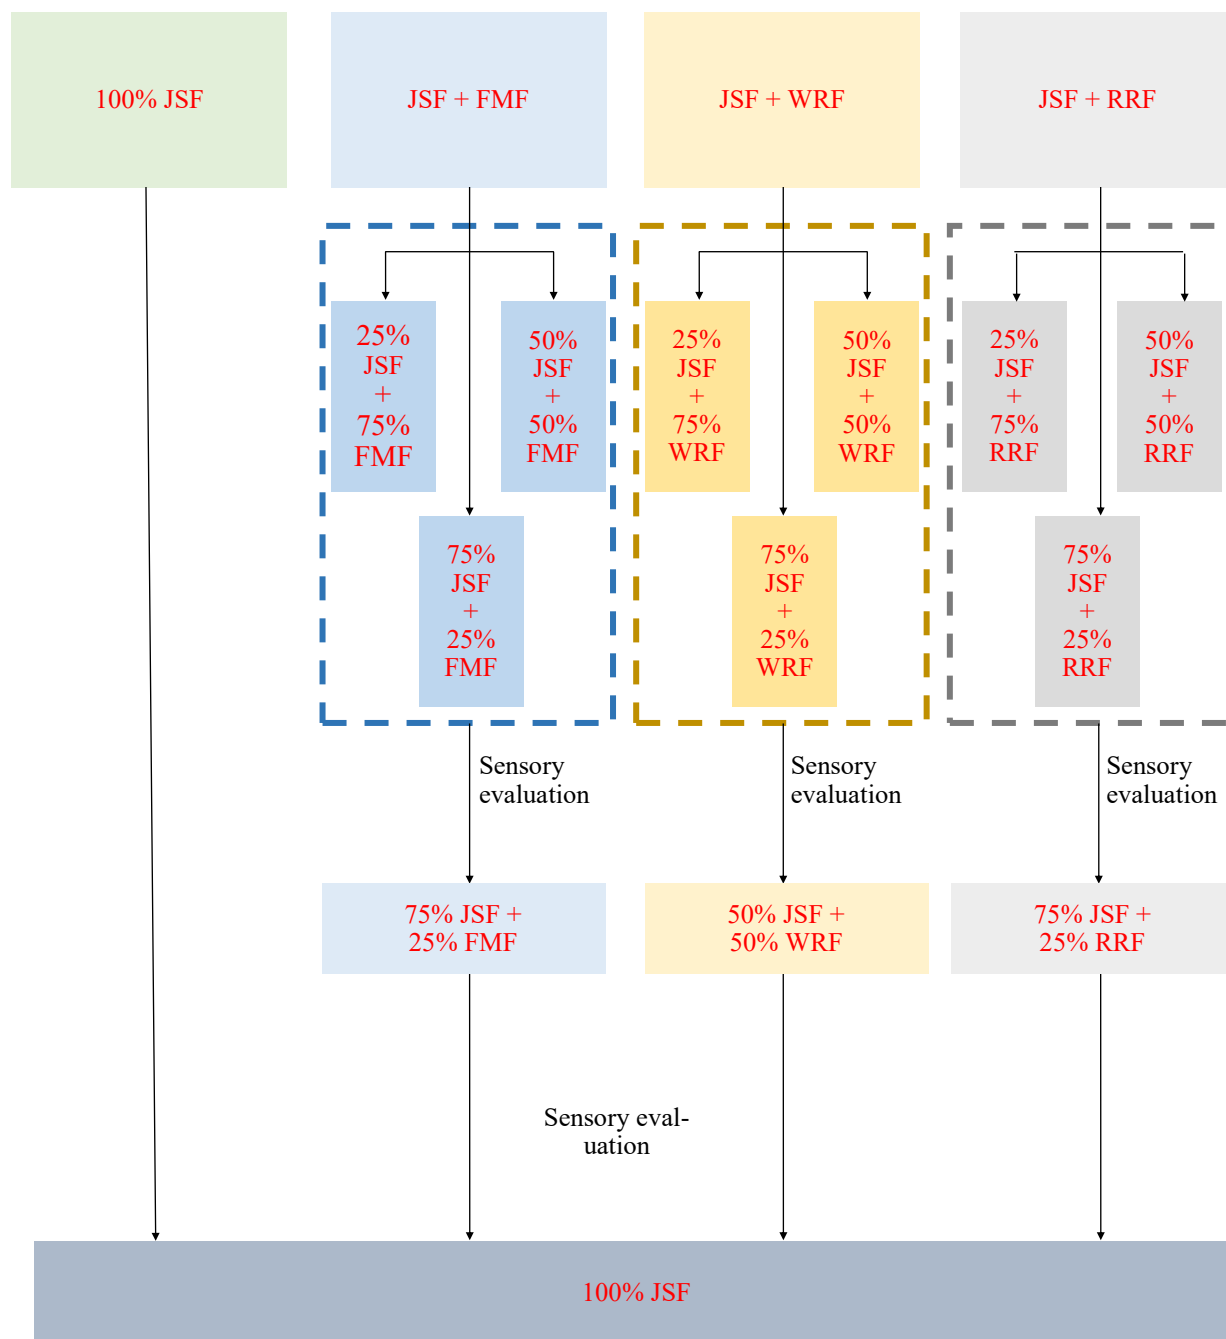 100% JSF
JSF + FMF
JSF + WRF
JSF + RRF
25%
JSF
+
75%
FMF
50%
JSF
+
50%
FMF
75%
JSF
+
25%
FMF
25%
JSF
+
75%
WRF
50%
JSF
+
50%
WRF
75%
JSF
+
25%
WRF
25%
JSF
+
75%
RRF
50%
JSF
+
50%
RRF
75%
JSF
+
25%
RRF
Sensory
evaluation
Sensory
evaluation
Sensory
evaluation
75% JSF +
25% FMF
50% JSF +
50% WRF
75% JSF +
25% RRF
Sensory eval-
uation
100% JSF